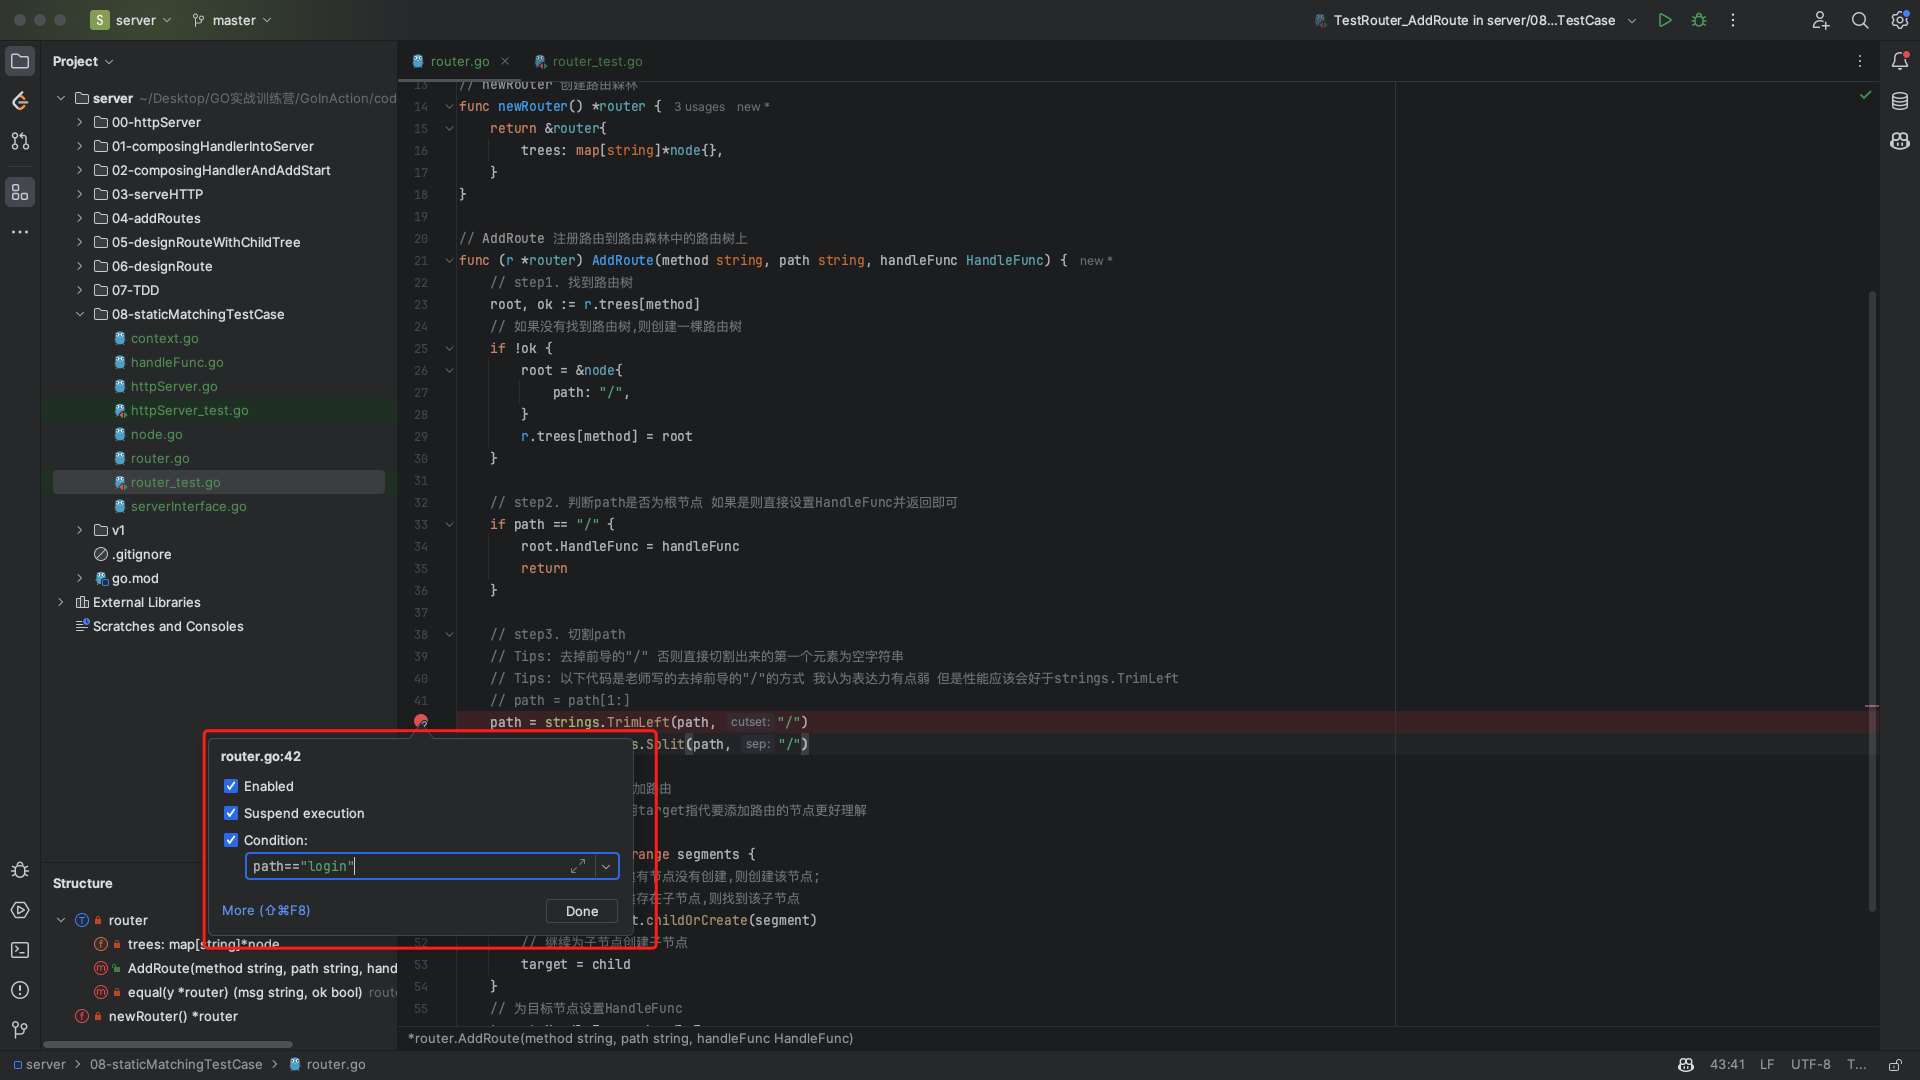 S server master TestRouter_AddRoute in server/08...TestCase
Project
router.go
router_test.go
server ~/Desktop/GO实战训练营/GoInAction/cod
00-httpServer
01-composingHandlerIntoServer
02-composingHandlerAndAddStart
03-serveHTTP
04-addRoutes
05-designRouteWithChildTree
06-designRoute
07-TDD
08-staticMatchingTestCase
context.go
handleFunc.go
httpServer.go
httpServer_test.go
node.go
router.go
router_test.go
serverInterface.go
v1
.gitignore
go.mod
External Libraries
Scratches and Consoles
Structure
router
trees: map[string]*node
AddRoute(method string, path string, hand
equal(y *router) (msg string, ok bool) route
newRouter() *router
13 // newRouter 创建路由森林
14 func newRouter() *router { 3 usages new *
15 return &router{
16 trees: map[string]*node{},
17 }
18 }
19
20 // AddRoute 注册路由到路由森林中的路由树上
21 func (r *router) AddRoute(method string, path string, handleFunc HandleFunc) { new *
22 // step1. 找到路由树
23 root, ok := r.trees[method]
24 // 如果没有找到路由树,则创建一棵路由树
25 if !ok {
26 root = &node{
27 path: "/",
28 }
29 r.trees[method] = root
30 }
31
32 // step2. 判断path是否为根节点 如果是则直接设置HandleFunc并返回即可
33 if path == "/" {
34 root.HandleFunc = handleFunc
35 return
36 }
37
38 // step3. 切割path
39 // Tips: 去掉前导的"/" 否则直接切割出来的第一个元素为空字符串
40 // Tips: 以下代码是老师写的去掉前导的"/"的方式 我认为表达力有点弱 但是性能应该会好于strings.TrimLeft
41 // path = path[1:]
path = strings.TrimLeft(path, cutset: "/")
s.Split(path, sep: "/")
加路由
target指代要添加路由的节点更好理解
range segments {
有节点没有创建,则创建该节点;
存在子节点,则找到该子节点
t.childOrCreate(segment)
52 // 继续为子节点创建子节点
53 target = child
54 }
55 // 为目标节点设置HandleFunc
router.go:42
Enabled
Suspend execution
Condition:
path=="login"
More (⇧⌘F8)
Done
*router.AddRoute(method string, path string, handleFunc HandleFunc)
server 08-staticMatchingTestCase router.go 43:41 LF UTF-8 T...